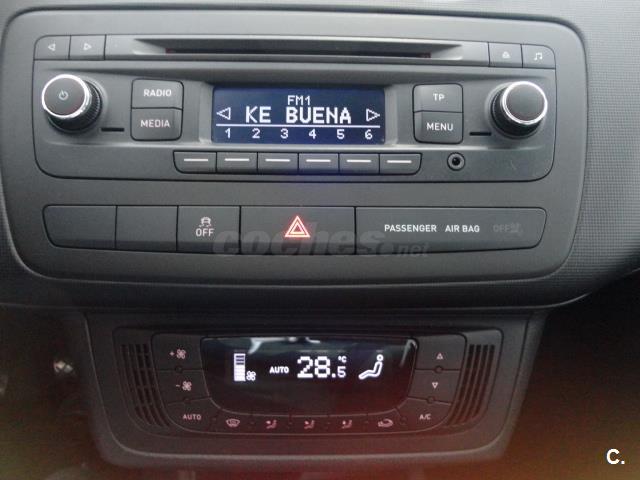 RADIO
MEDIA
FM1
KE BUENA
1 2 3 4 5 6
TP
MENU
OFF
PASSENGER AIR BAG OFF
coches.net
AUTO 28.5 °C
AUTO
A/C
C.